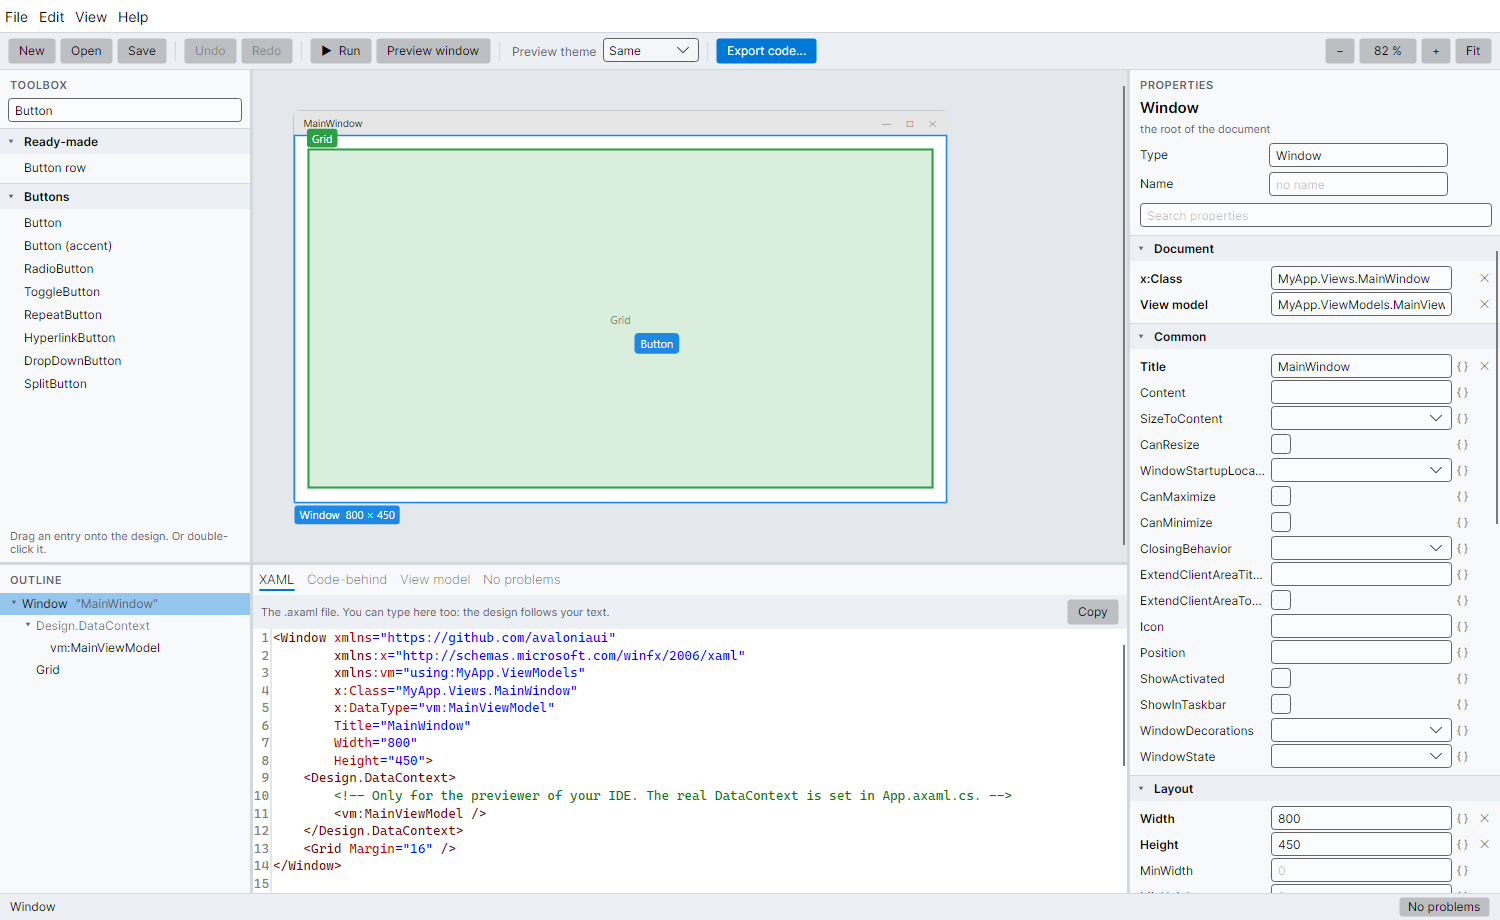 File Edit View Help
New Open Save Undo Redo Run Preview window Preview theme Same Export code... − 82 % + Fit
TOOLBOX
Button
Ready-made
Button row
Buttons
Button
Button (accent)
RadioButton
ToggleButton
RepeatButton
HyperlinkButton
DropDownButton
SplitButton
Drag an entry onto the design. Or double-
click it.
OUTLINE
Window "MainWindow"
Design.DataContext
vm:MainViewModel
Grid
MainWindow
Grid
Grid
Button
Window 800 × 450
XAML Code-behind View model No problems
The .axaml file. You can type here too: the design follows your text.
Copy
1 <Window xmlns="https://github.com/avaloniaui"
2 xmlns:x="http://schemas.microsoft.com/winfx/2006/xaml"
3 xmlns:vm="using:MyApp.ViewModels"
4 x:Class="MyApp.Views.MainWindow"
5 x:DataType="vm:MainViewModel"
6 Title="MainWindow"
7 Width="800"
8 Height="450">
9 <Design.DataContext>
10 <!-- Only for the previewer of your IDE. The real DataContext is set in App.axaml.cs. -->
11 <vm:MainViewModel />
12 </Design.DataContext>
13 <Grid Margin="16" />
14 </Window>
15
PROPERTIES
Window
the root of the document
Type Window
Name no name
Search properties
Document
x:Class MyApp.Views.MainWindow
View model MyApp.ViewModels.MainView
Common
Title MainWindow { }
Content { }
SizeToContent { }
CanResize { }
WindowStartupLoca... { }
CanMaximize { }
CanMinimize { }
ClosingBehavior { }
ExtendClientAreaTit... { }
ExtendClientAreaTo... { }
Icon { }
Position { }
ShowActivated { }
ShowInTaskbar { }
WindowDecorations { }
WindowState { }
Layout
Width 800 { }
Height 450 { }
MinWidth 0 { }
Window
No problems